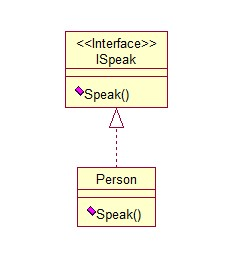 <<Interface>>
ISpeak
Speak()
Person
Speak()